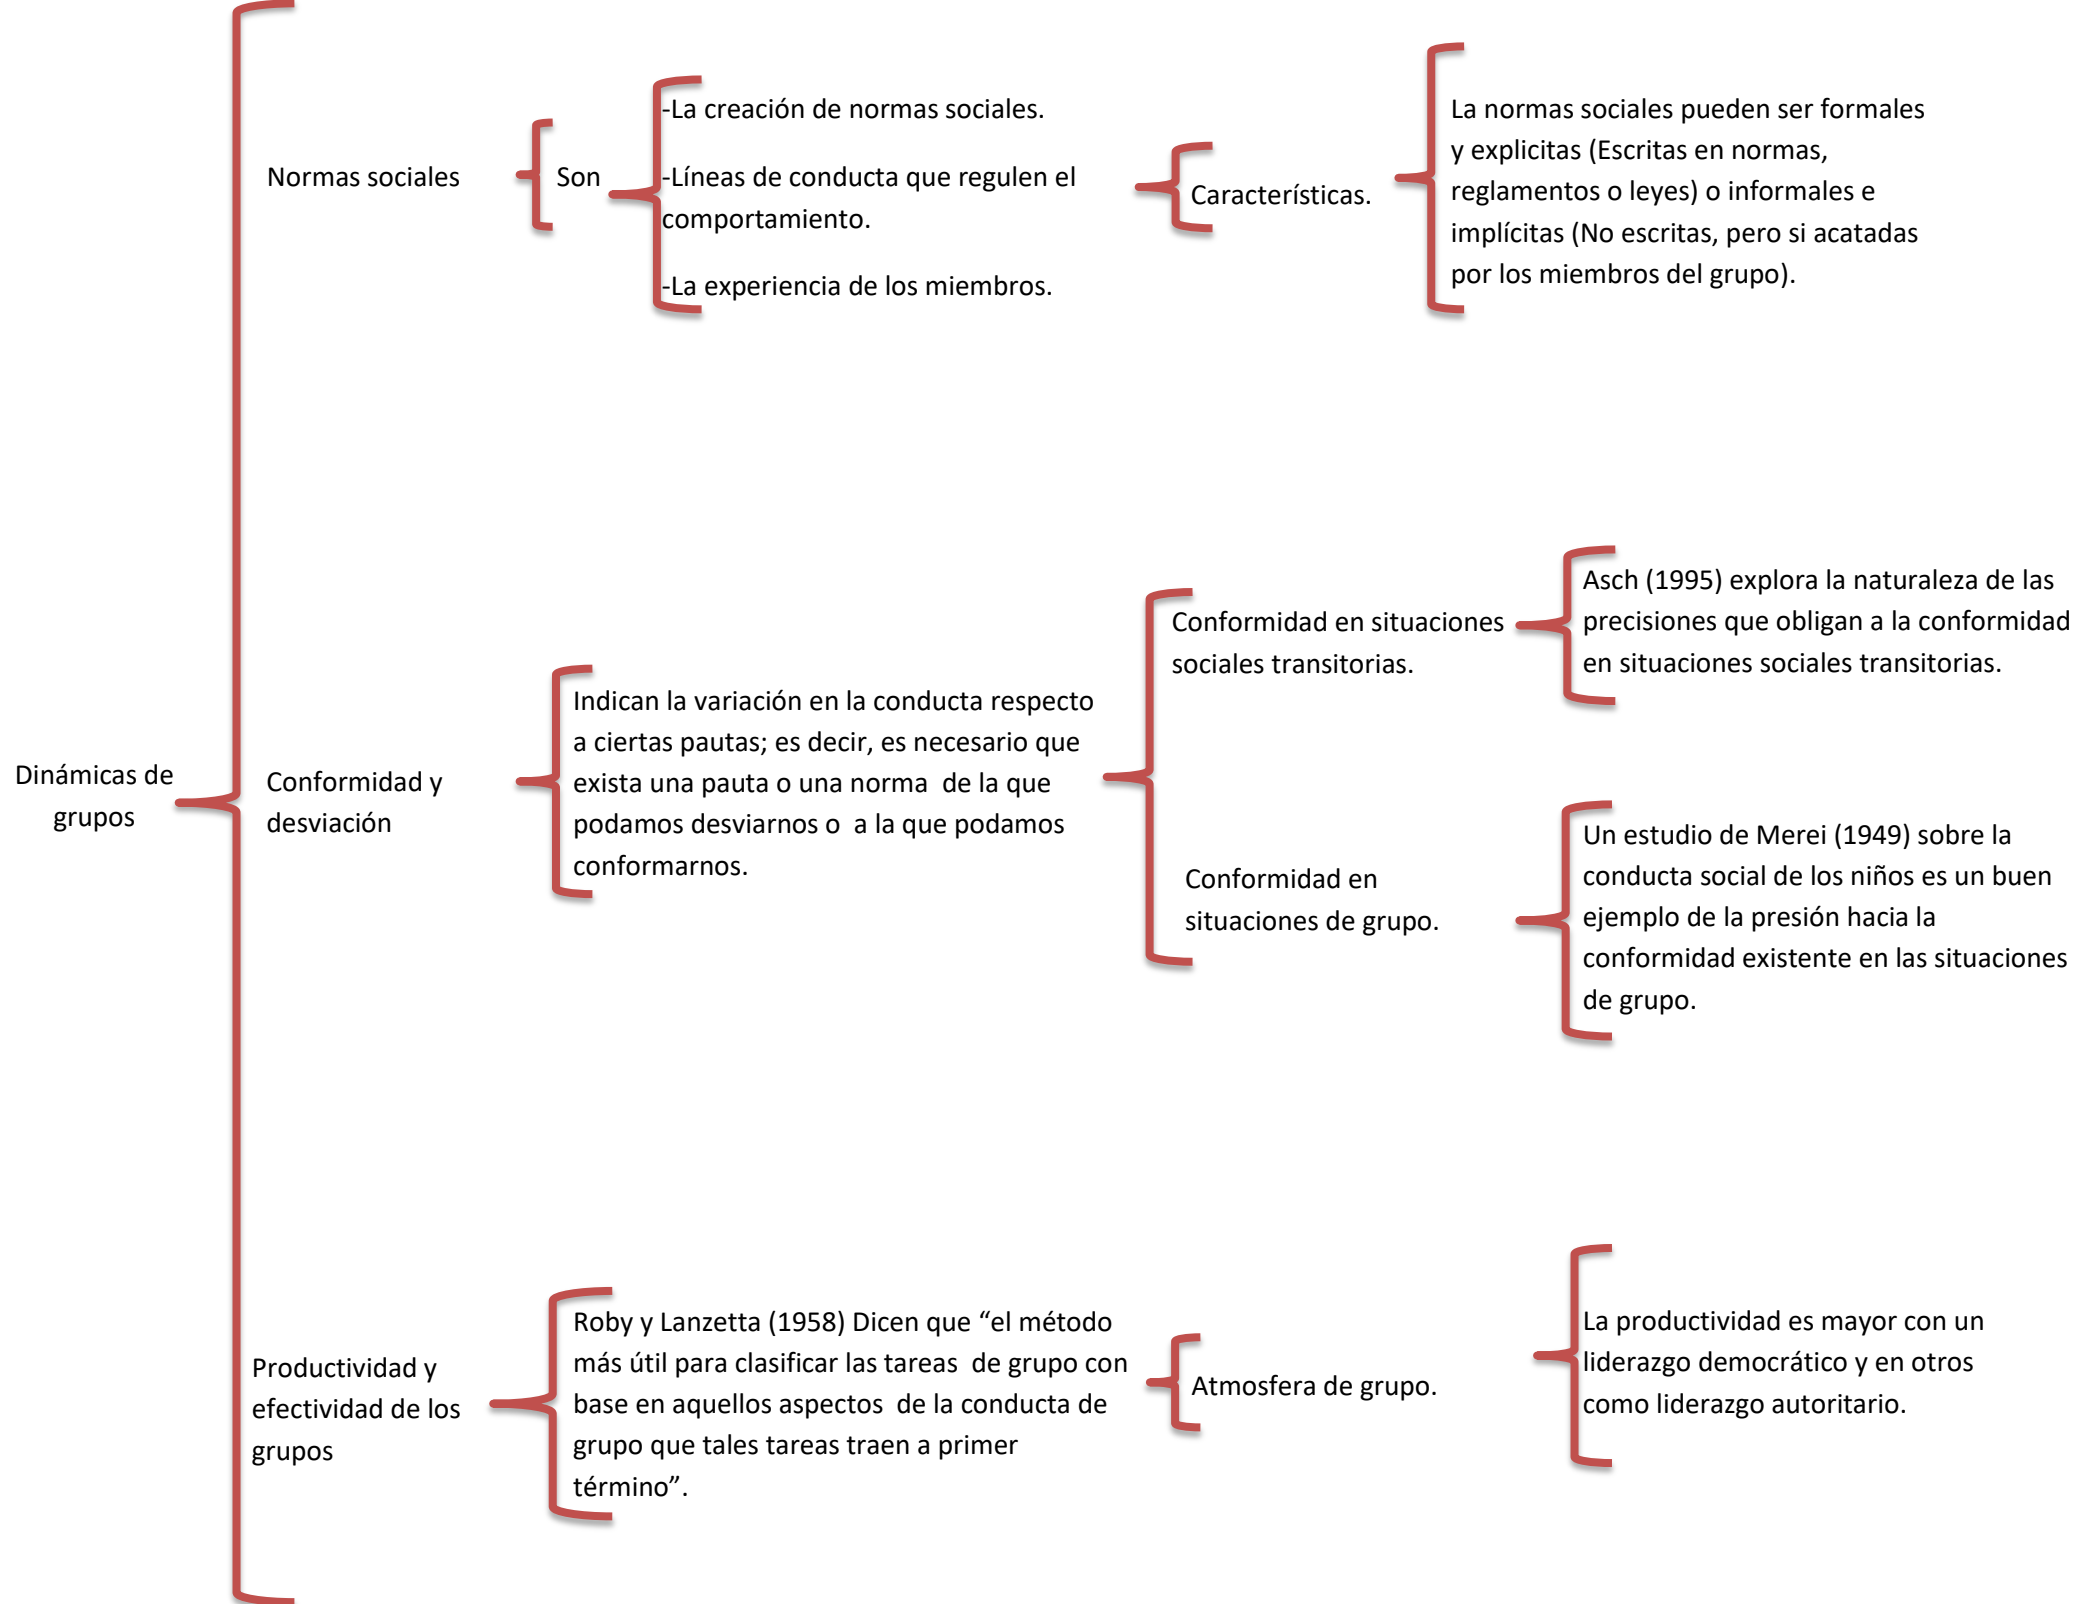 Dinámicas de
grupos
Normas sociales
Son
-La creación de normas sociales.
-Líneas de conducta que regulen el
comportamiento.
-La experiencia de los miembros.
Característicias.
La normas sociales pueden ser formales
y explicitas (Escritas en normas,
reglamentos o leyes) o informales e
implícitas (No escritas, pero si acatadas
por los miembros del grupo).
Conformidad y
desviación
Indican la variación en la conducta respecto
a ciertas pautas; es decir, es necesario que
exista una pauta o una norma  de la que
podamos desviarnos o  a la que podamos
conformarnos.
Conformidad en situaciones
sociales transitorias.
Asch (1995) explora la naturaleza de las
precisiones que obligan a la conformidad
en situaciones sociales transitorias.
Conformidad en
situaciones de grupo.
Un estudio de Merei (1949) sobre la
conducta social de los niños es un buen
ejemplo de la presión hacia la
conformidad existente en las situaciones
de grupo.
Productividad y
efectividad de los
grupos
Roby y Lanzetta (1958) Dicen que “el método
más útil para clasificar las tareas  de grupo con
base en aquellos aspectos  de la conducta de
grupo que tales tareas traen a primer
término”.
Atmosfera de grupo.
La productividad es mayor con un
liderazgo democrático y en otros
como liderazgo autoritario.